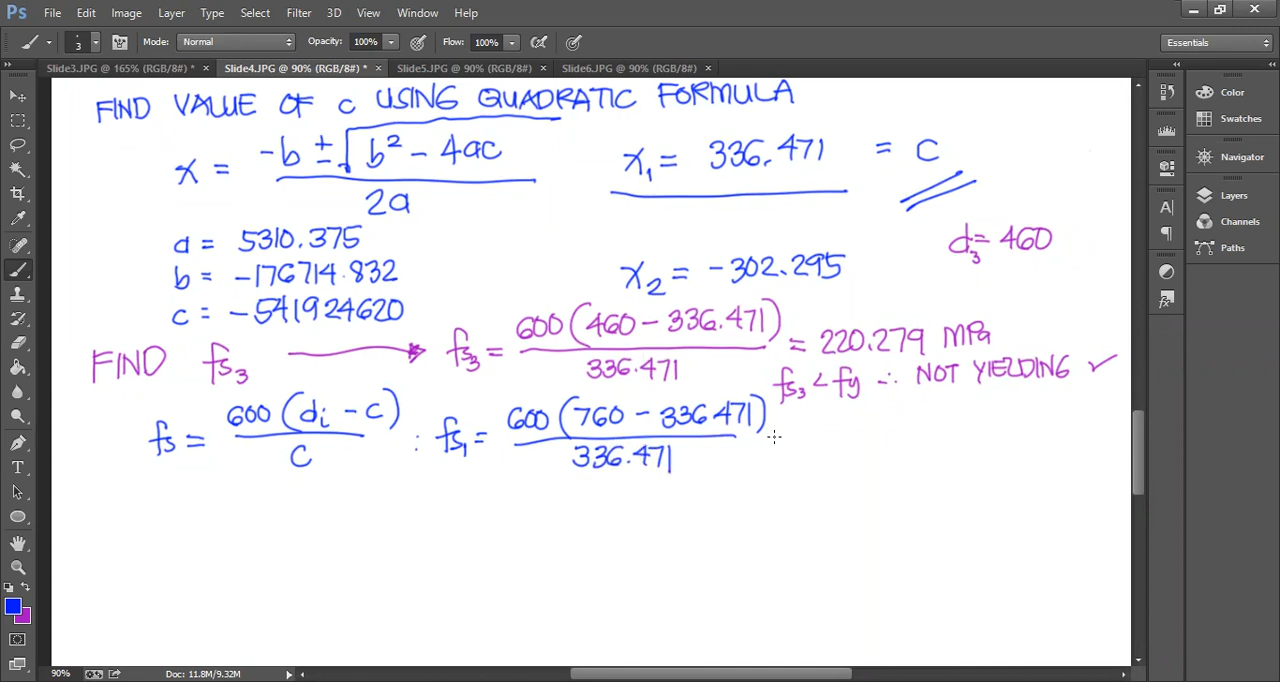 Ps File Edit Image Layer Type Select Filter 3D View Window Help
3 Mode: Normal Opacity: 100% Flow: 100% Essentials
Slide3.JPG @ 165% (RGB/8#) * × Slide4.JPG @ 90% (RGB/8#) * × Slide5.JPG @ 90% (RGB/8#) × Slide6.JPG @ 90% (RGB/8#) ×
FIND VALUE OF c USING QUADRATIC FORMULA
x = -b ± √b² - 4ac / 2a
x₁ = 336.471 = c
a = 5310.375
b = -176714.832
c = -541924620
d₃ = 460
x₂ = -302.295
FIND fs₃ → fs₃ = 600(460 - 336.471) / 336.471 = 220.279 MPa
fs₃ < fy ∴ NOT YIELDING ✓
fs = 600(di - c) / c : fs₁ = 600(760 - 336.471) / 336.471
Color
Swatches
Navigator
Layers
Channels
Paths
90% Doc: 11.8M/9.32M